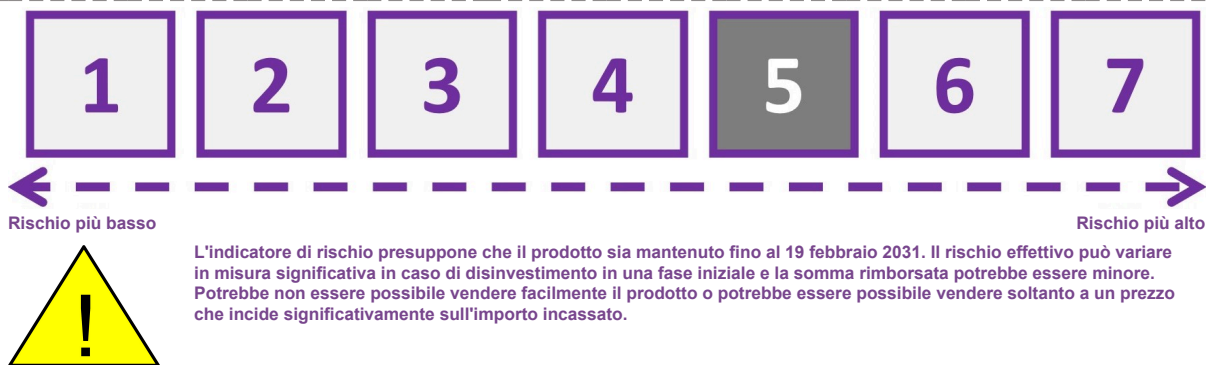 1 2 3 4 5 6 7
Rischio più basso Rischio più alto
!
L'indicatore di rischio presuppone che il prodotto sia mantenuto fino al 19 febbraio 2031. Il rischio effettivo può variare
in misura significativa in caso di disinvestimento in una fase iniziale e la somma rimborsata potrebbe essere minore.
Potrebbe non essere possibile vendere facilmente il prodotto o potrebbe essere possibile vendere soltanto a un prezzo
che incide significativamente sull'importo incassato.